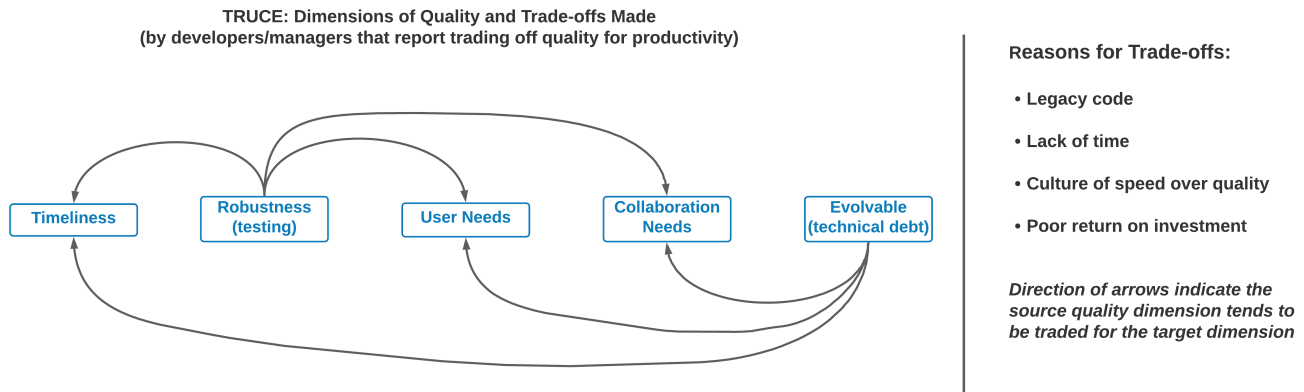 TRUCE: Dimensions of Quality and Trade-offs Made
(by developers/managers that report trading off quality for productivity)
Timeliness
Robustness
(testing)
User Needs
Collaboration
Needs
Evolvable
(technical debt)
Reasons for Trade-offs:
• Legacy code
• Lack of time
• Culture of speed over quality
• Poor return on investment
Direction of arrows indicate the
source quality dimension tends to
be traded for the target dimension